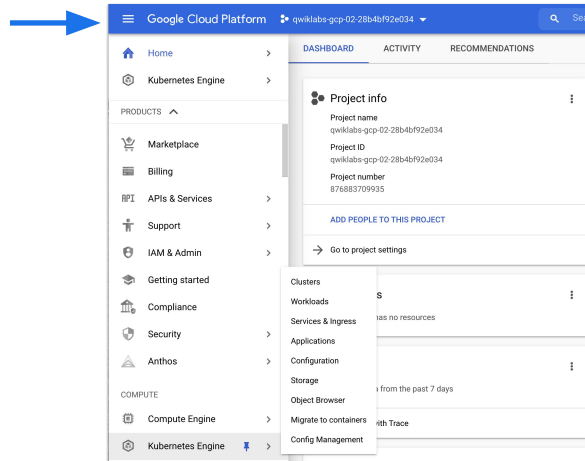 Google Cloud Platform
qwiklabs-gcp-02-28b4bf92e034
Home
Kubernetes Engine
PRODUCTS
Marketplace
Billing
API APIs & Services
Support
IAM & Admin
Getting started
Compliance
Security
Anthos
COMPUTE
Compute Engine
Kubernetes Engine
Clusters
Workloads
Services & Ingress
Applications
Configuration
Storage
Object Browser
Migrate to containers
Config Management
DASHBOARD
ACTIVITY
RECOMMENDATIONS
Project info
Project name
qwiklabs-gcp-02-28b4bf92e034
Project ID
qwiklabs-gcp-02-28b4bf92e034
Project number
876883709935
ADD PEOPLE TO THIS PROJECT
Go to project settings
has no resources
from the past 7 days
with Trace